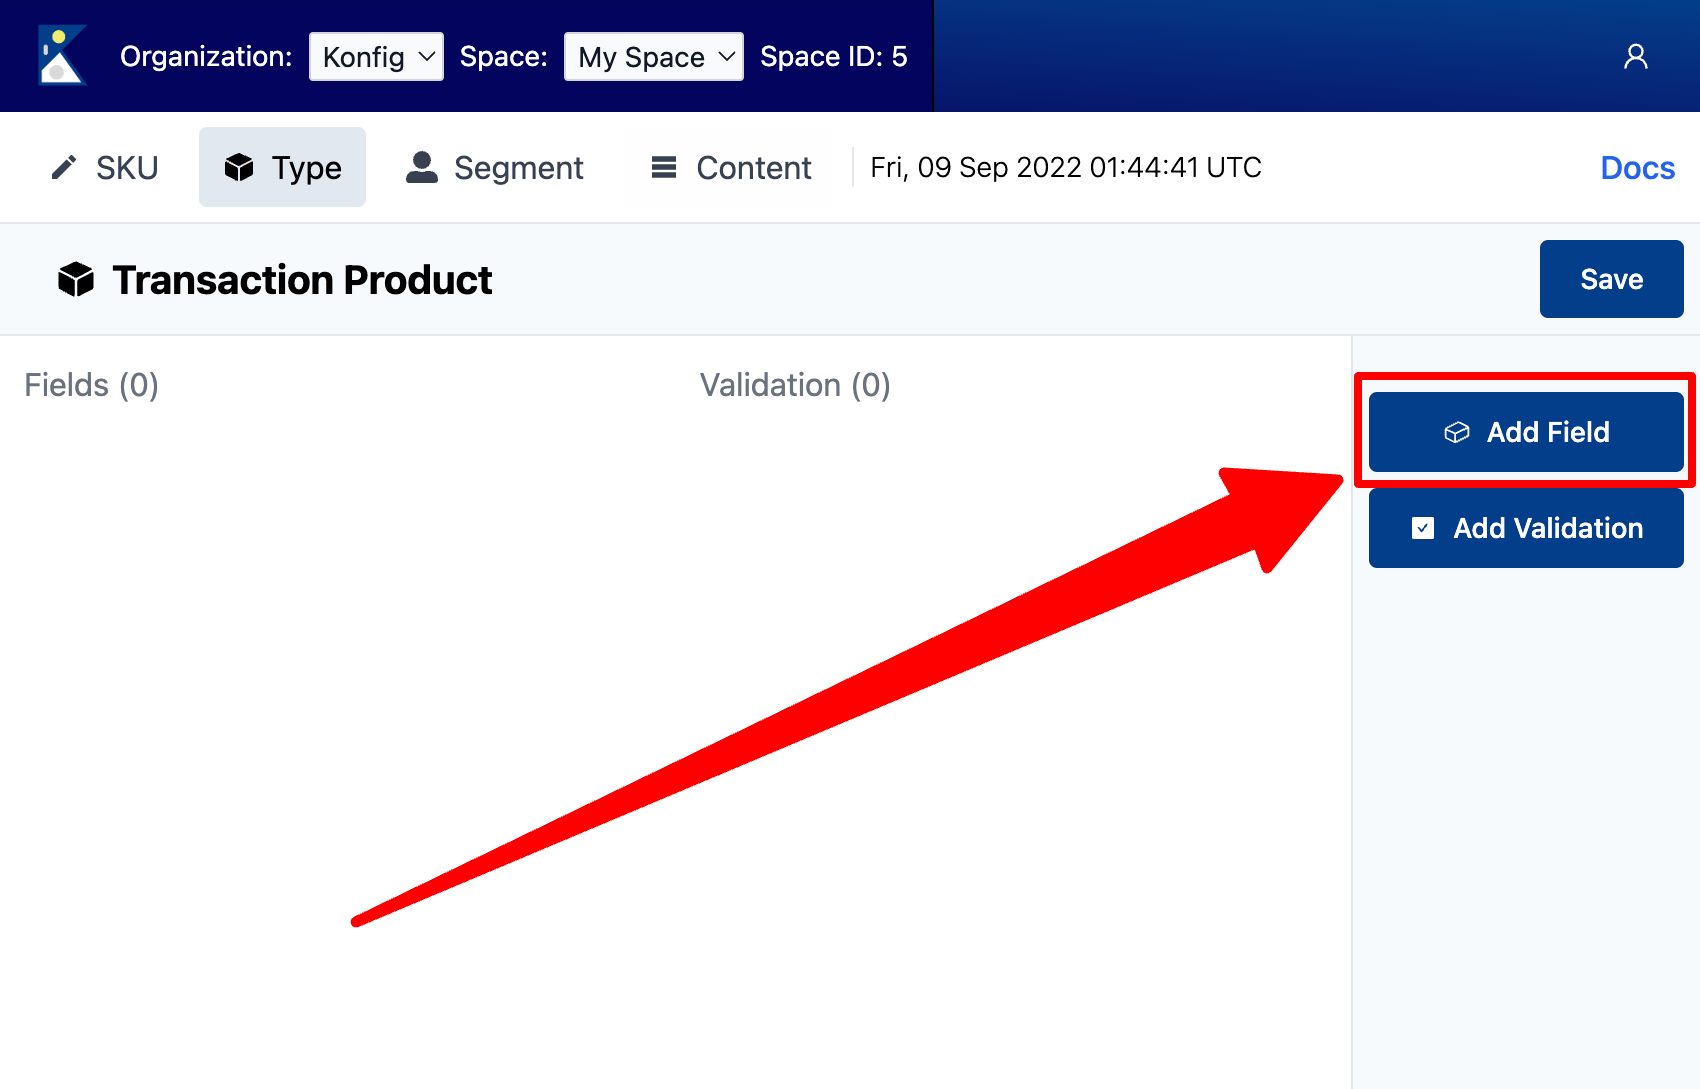 Organization: Konfig Space: My Space Space ID: 5
SKU Type Segment Content Fri, 09 Sep 2022 01:44:41 UTC Docs
Transaction Product Save
Fields (0) Validation (0)
Add Field
Add Validation